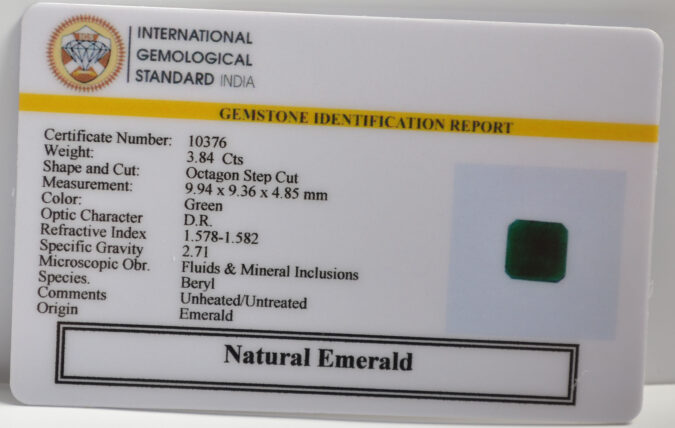 INTERNATIONAL
GEMOLOGICAL
STANDARD INDIA
GEMSTONE IDENTIFICATION REPORT
Certificate Number: 10376
Weight: 3.84 Cts
Shape and Cut: Octagon Step Cut
Measurement: 9.94 x 9.36 x 4.85 mm
Color: Green
Optic Character D.R.
Refractive Index 1.578-1.582
Specific Gravity 2.71
Microscopic Obr. Fluids & Mineral Inclusions
Species. Beryl
Comments Unheated/Untreated
Origin Emerald
Natural Emerald